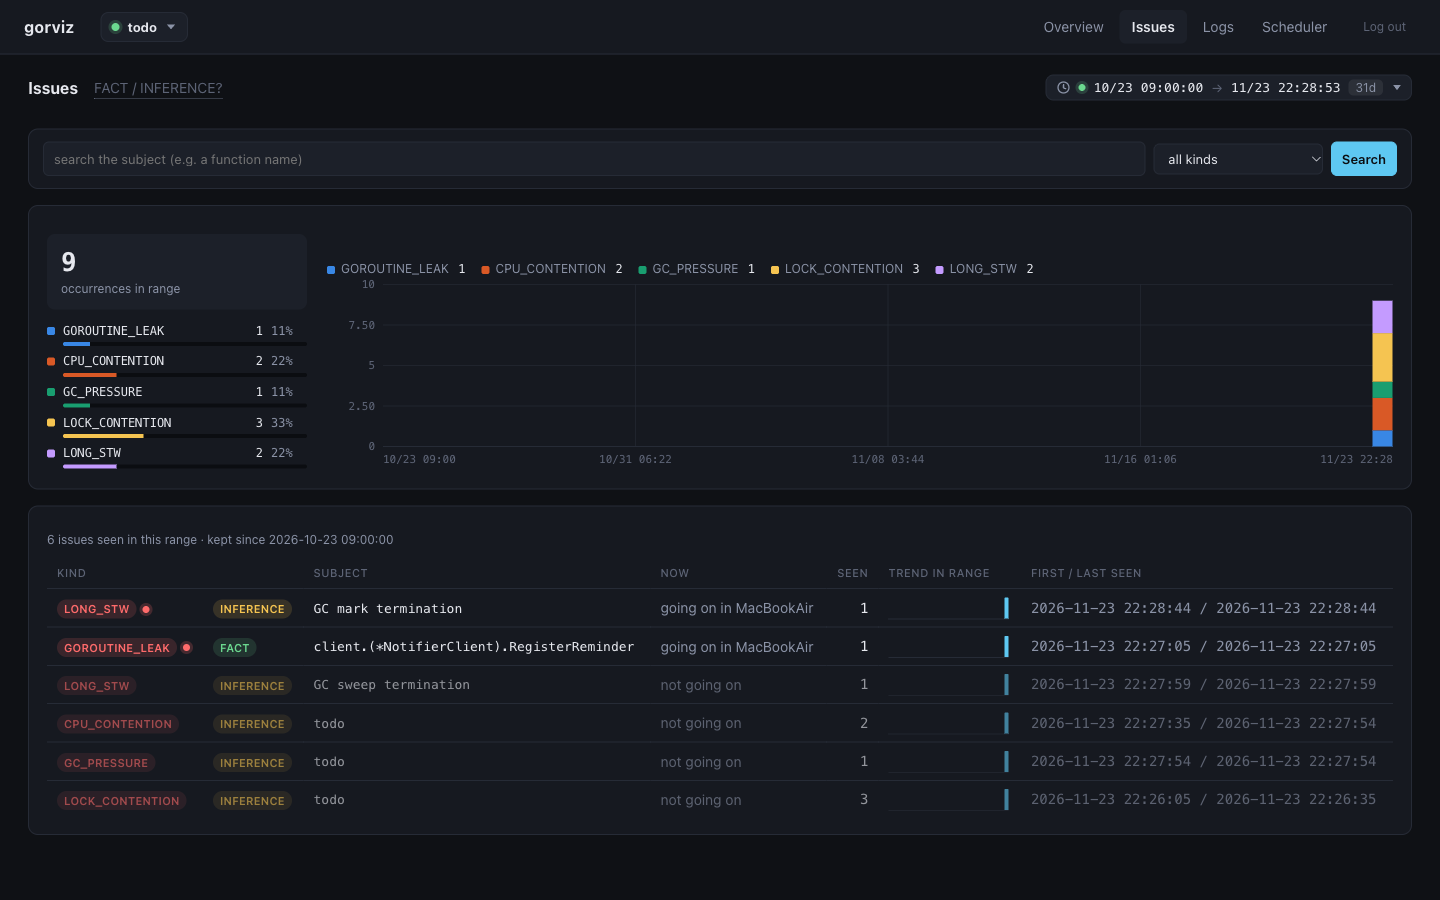 gorviz todo Overview Issues Logs Scheduler Log out
Issues FACT / INFERENCE? 10/23 09:00:00 → 11/23 22:28:53 31d
search the subject (e.g. a function name) all kinds Search
9
occurrences in range
GOROUTINE_LEAK 1 11%
CPU_CONTENTION 2 22%
GC_PRESSURE 1 11%
LOCK_CONTENTION 3 33%
LONG_STW 2 22%
GOROUTINE_LEAK 1 CPU_CONTENTION 2 GC_PRESSURE 1 LOCK_CONTENTION 3 LONG_STW 2
10
7.50
5
2.50
0
10/23 09:00 10/31 06:22 11/08 03:44 11/16 01:06 11/23 22:28
6 issues seen in this range · kept since 2026-10-23 09:00:00
KIND SUBJECT NOW SEEN TREND IN RANGE FIRST / LAST SEEN
LONG_STW INFERENCE GC mark termination going on in MacBookAir 1 2026-11-23 22:28:44 / 2026-11-23 22:28:44
GOROUTINE_LEAK FACT client.(*NotifierClient).RegisterReminder going on in MacBookAir 1 2026-11-23 22:27:05 / 2026-11-23 22:27:05
LONG_STW INFERENCE GC sweep termination not going on 1 2026-11-23 22:27:59 / 2026-11-23 22:27:59
CPU_CONTENTION INFERENCE todo not going on 2 2026-11-23 22:27:35 / 2026-11-23 22:27:54
GC_PRESSURE INFERENCE todo not going on 1 2026-11-23 22:27:54 / 2026-11-23 22:27:54
LOCK_CONTENTION INFERENCE todo not going on 3 2026-11-23 22:26:05 / 2026-11-23 22:26:35